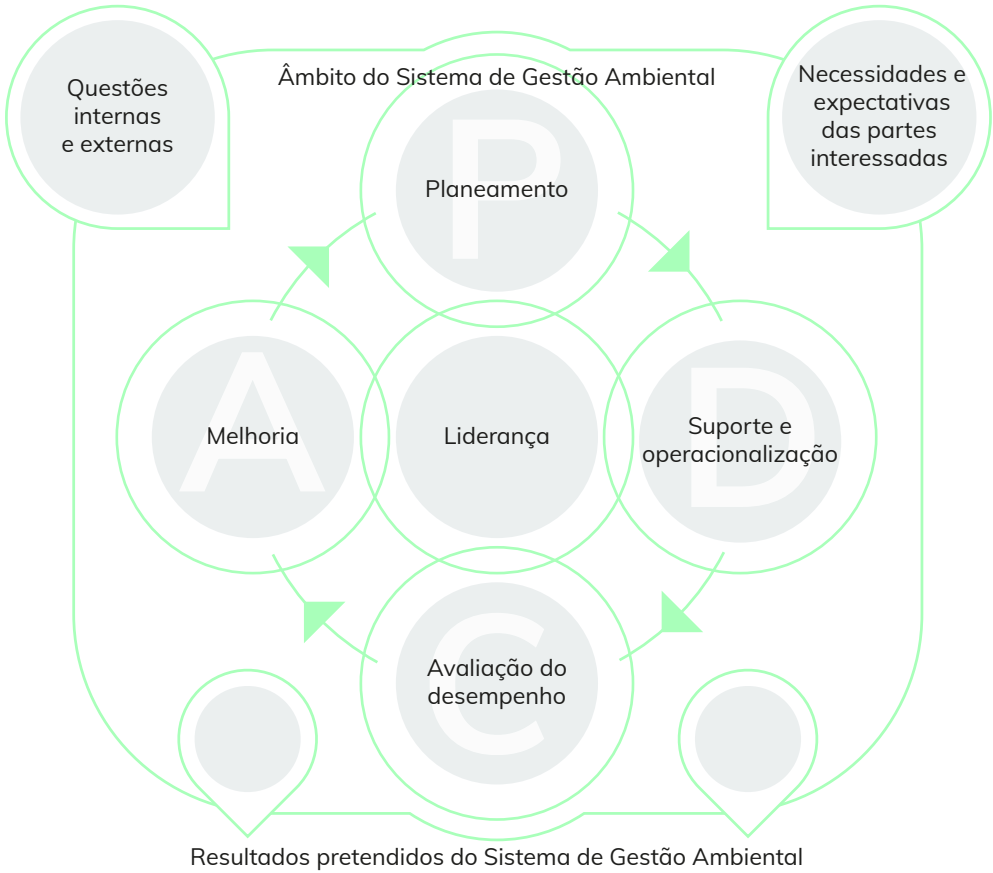 Questões
internas
e externas
Âmbito do Sistema de Gestão Ambiental
Necessidades e
expectativas
das partes
interessadas
P
Planeamento
A
Melhoria
Liderança
D
Suporte e
operacionalização
C
Avaliação do
desempenho
Resultados pretendidos do Sistema de Gestão Ambiental